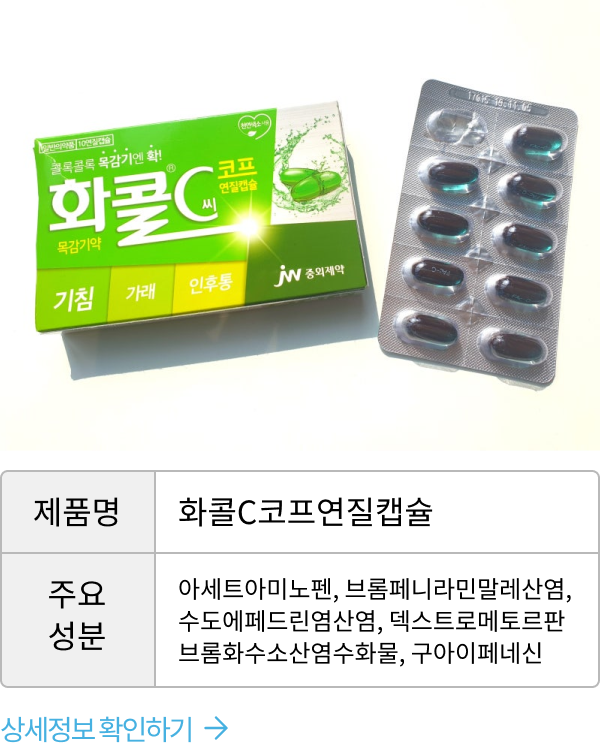 일반의약품 10연질캡슐
콜록콜록 목감기엔 확!
화콜C씨®
코프
연질캡슐
목감기약
기침 가래 인후통
jw 중외제약
제품명
화콜C코프연질캡슐
주요
성분
아세트아미노펜, 브롬페니라민말레산염,
수도에페드린염산염, 덱스트로메토르판
브롬화수소산염수화물, 구아이페네신
상세정보 확인하기 →